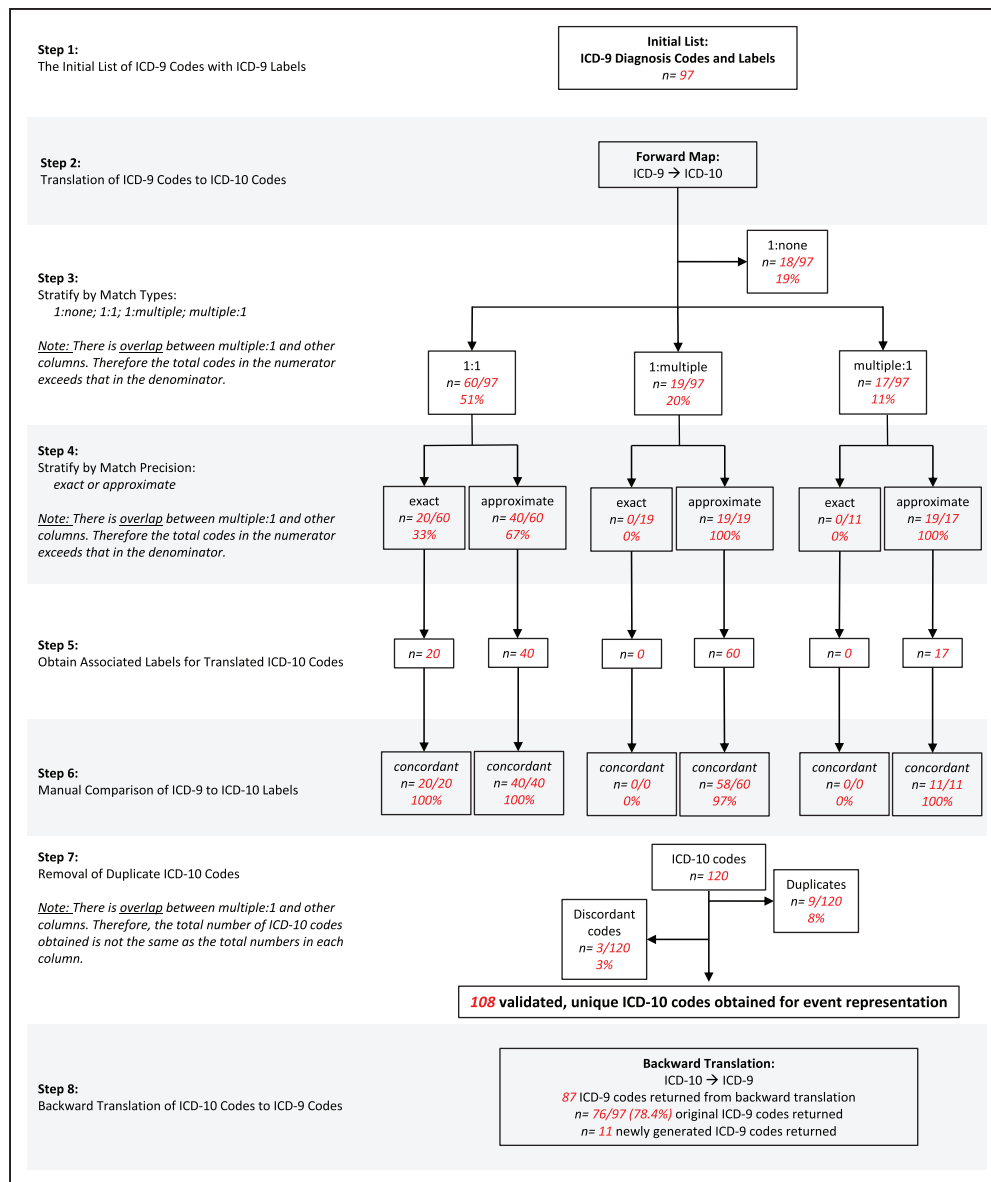 Step 1:
The Initial List of ICD-9 Codes with ICD-9 Labels
Initial List:
ICD-9 Diagnosis Codes and Labels
n= 97
Step 2:
Translation of ICD-9 Codes to ICD-10 Codes
Forward Map:
ICD-9 → ICD-10
Step 3:
Stratify by Match Types:
1:none; 1:1; 1:multiple; multiple:1
Note: There is overlap between multiple:1 and other
columns. Therefore the total codes in the numerator
exceeds that in the denominator.
1:none
n= 18/97
19%
1:1
n= 60/97
51%
1:multiple
n= 19/97
20%
multiple:1
n= 17/97
11%
Step 4:
Stratify by Match Precision:
exact or approximate
Note: There is overlap between multiple:1 and other
columns. Therefore the total codes in the numerator
exceeds that in the denominator.
exact
n= 20/60
33%
approximate
n= 40/60
67%
exact
n= 0/19
0%
approximate
n= 19/19
100%
exact
n= 0/11
0%
approximate
n= 19/17
100%
Step 5:
Obtain Associated Labels for Translated ICD-10 Codes
n= 20
n= 40
n= 0
n= 60
n= 0
n= 17
Step 6:
Manual Comparison of ICD-9 to ICD-10 Labels
concordant
n= 20/20
100%
concordant
n= 40/40
100%
concordant
n= 0/0
0%
concordant
n= 58/60
97%
concordant
n= 0/0
0%
concordant
n= 11/11
100%
Step 7:
Removal of Duplicate ICD-10 Codes
Note: There is overlap between multiple:1 and other
columns. Therefore, the total number of ICD-10 codes
obtained is not the same as the total numbers in each
column.
ICD-10 codes
n= 120
Duplicates
n= 9/120
8%
Discordant
codes
n= 3/120
3%
108 validated, unique ICD-10 codes obtained for event representation
Step 8:
Backward Translation of ICD-10 Codes to ICD-9 Codes
Backward Translation:
ICD-10 → ICD-9
87 ICD-9 codes returned from backward translation
n= 76/97 (78.4%) original ICD-9 codes returned
n= 11 newly generated ICD-9 codes returned